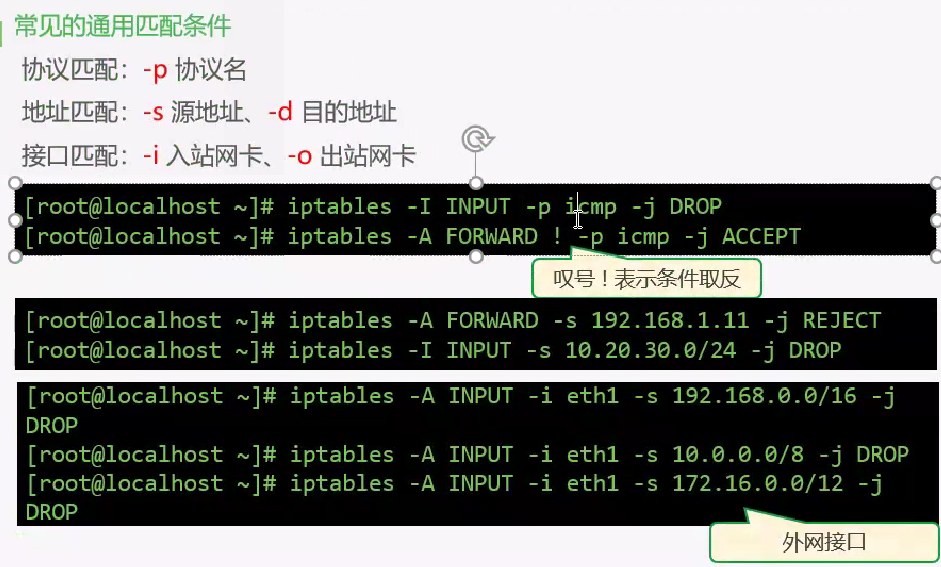 常见的通用匹配条件
协议匹配：-p 协议名
地址匹配：-s 源地址、-d 目的地址
接口匹配：-i 入站网卡、-o 出站网卡
[root@localhost ~]# iptables -I INPUT -p icmp -j DROP
[root@localhost ~]# iptables -A FORWARD ! -p icmp -j ACCEPT
叹号！表示条件取反
[root@localhost ~]# iptables -A FORWARD -s 192.168.1.11 -j REJECT
[root@localhost ~]# iptables -I INPUT -s 10.20.30.0/24 -j DROP
[root@localhost ~]# iptables -A INPUT -i eth1 -s 192.168.0.0/16 -j
DROP
[root@localhost ~]# iptables -A INPUT -i eth1 -s 10.0.0.0/8 -j DROP
[root@localhost ~]# iptables -A INPUT -i eth1 -s 172.16.0.0/12 -j
DROP
外网接口